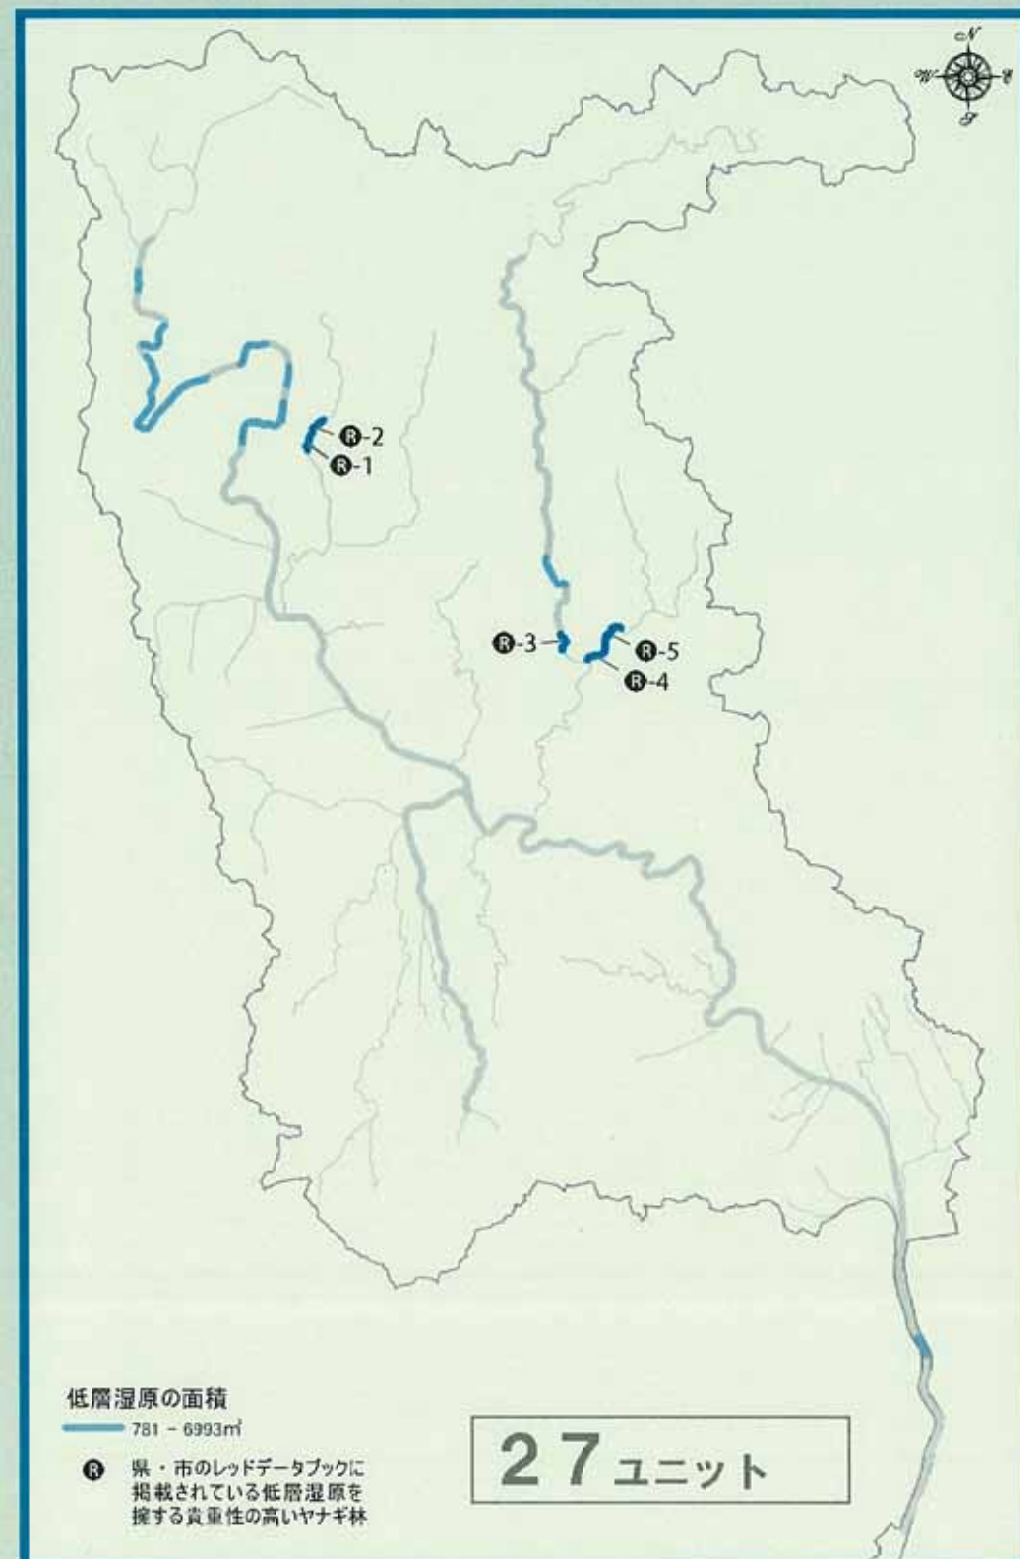 N
W
E
S
Ⓡ-2
Ⓡ-1
Ⓡ-3
Ⓡ-5
Ⓡ-4
低層湿原の面積
781 - 6993㎡
Ⓡ 県・市のレッドデータブックに
掲載されている低層湿原を
擁する貴重性の高いヤナギ林
27ユニット